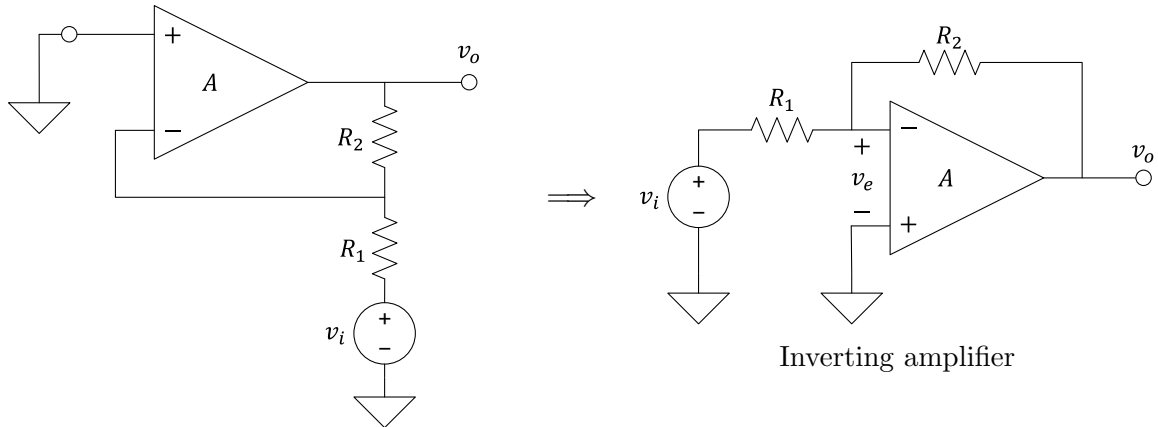 +
A
−
v_o
R_2
R_1
v_i
+
−
⟹
R_2
R_1
−
+
v_e
−
A
+
v_o
v_i
+
−
Inverting amplifier